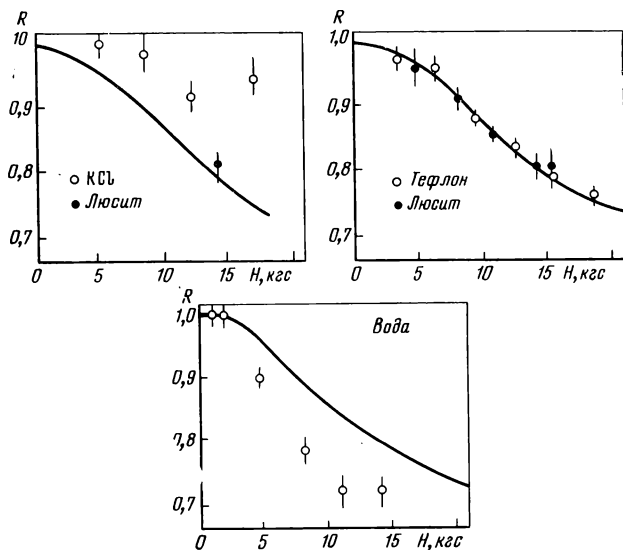 R
10
0,9
0,8
0,7
KCl
Люсит
0 5 10 15 H, кгс
R
1,0
0,9
0,8
0,7
Тефлон
Люсит
0 5 10 15 H, кгс
R
1,0
0,9
0,8
0,7
Вода
0 5 10 15 H, кгс